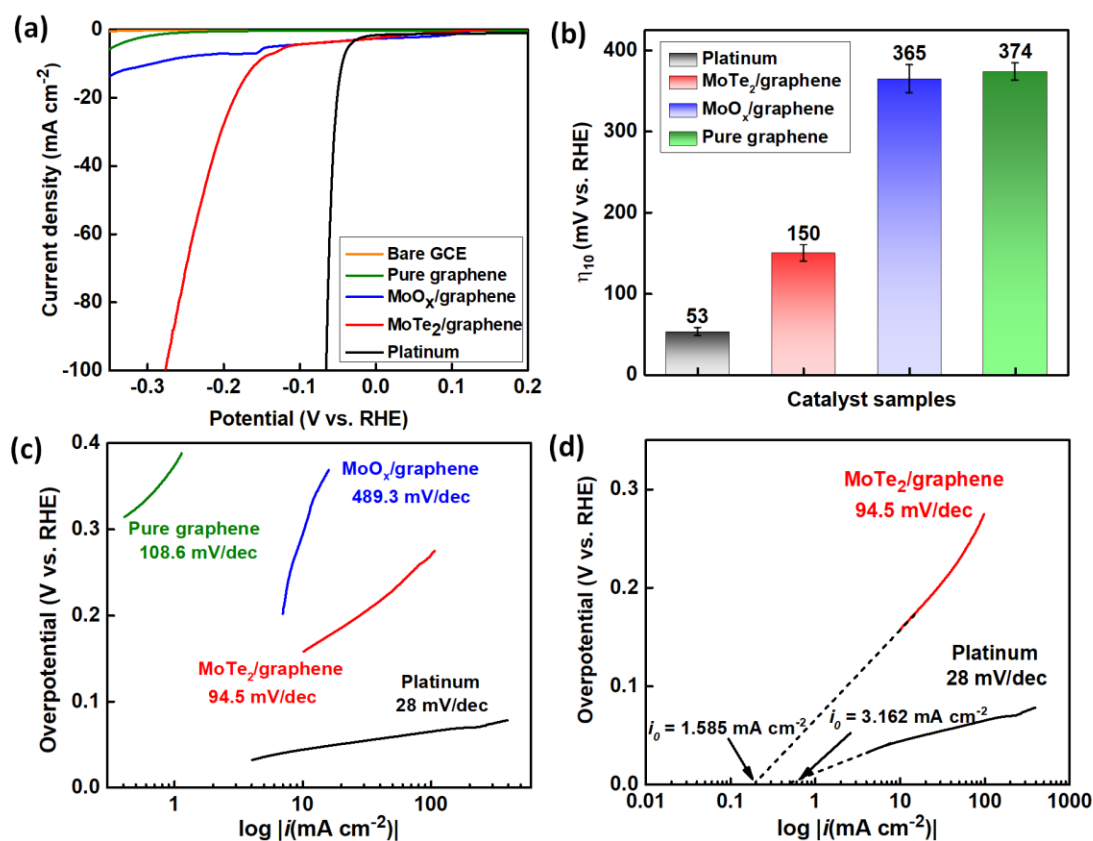 (a)
0
-20
-40
-60
-80
-100
Current density (mA cm-2)
Bare GCE
Pure graphene
MoOx/graphene
MoTe2/graphene
Platinum
-0.3 -0.2 -0.1 0.0 0.1 0.2
Potential (V vs. RHE)
(b)
400
300
200
100
0
η10 (mV vs. RHE)
Platinum
MoTe2/graphene
MoOx/graphene
Pure graphene
53
150
365
374
Catalyst samples
(c)
0.4
0.3
0.2
0.1
0.0
Overpotential (V vs. RHE)
Pure graphene
108.6 mV/dec
MoOx/graphene
489.3 mV/dec
MoTe2/graphene
94.5 mV/dec
Platinum
28 mV/dec
1 10 100
log |i(mA cm-2)|
(d)
0.3
0.2
0.1
0.0
Overpotential (V vs. RHE)
MoTe2/graphene
94.5 mV/dec
Platinum
28 mV/dec
i0 = 1.585 mA cm-2
i0 = 3.162 mA cm-2
0.01 0.1 1 10 100 1000
log |i(mA cm-2)|